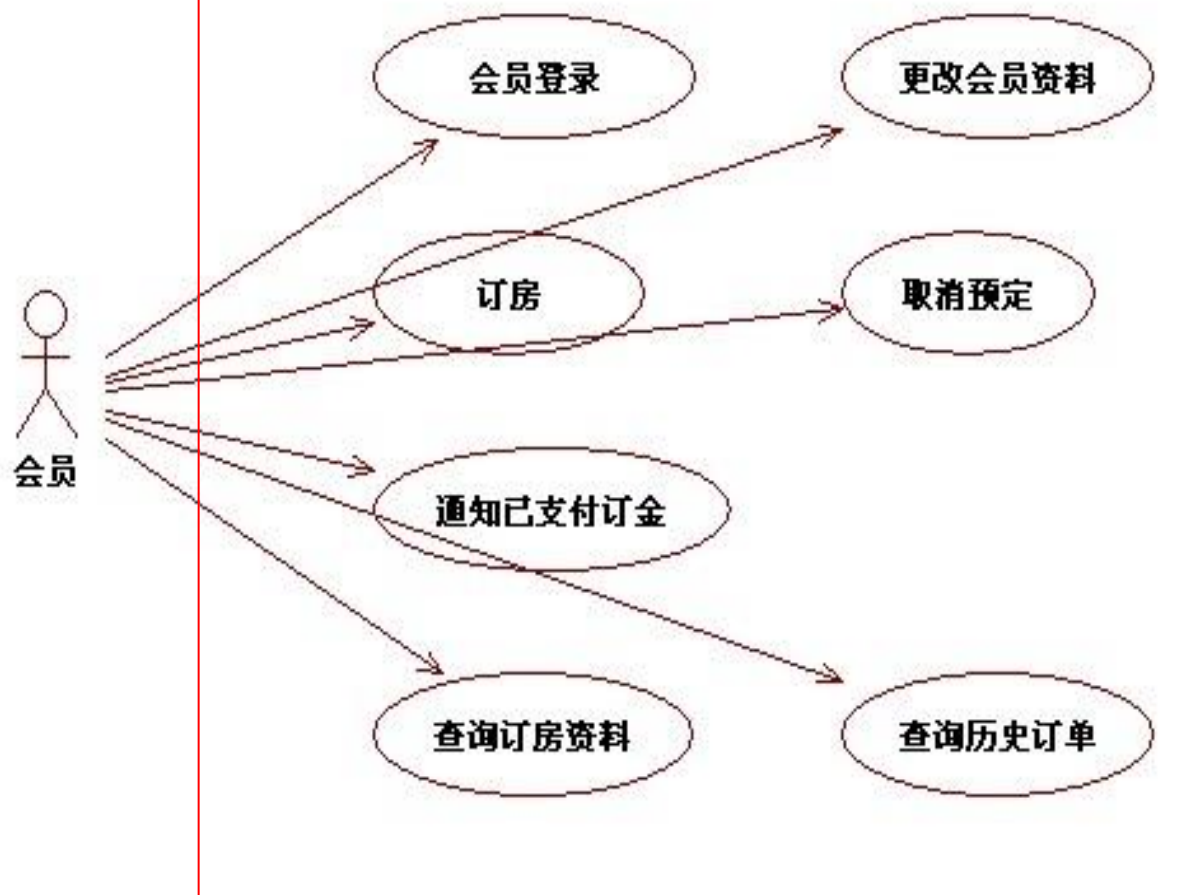 会员登录
更改会员资料
订房
取消预定
会员
通知已支付订金
查询订房资料
查询历史订单